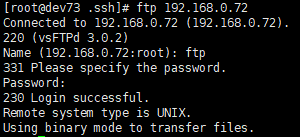 [root@dev73 .ssh]# ftp 192.168.0.72
Connected to 192.168.0.72 (192.168.0.72).
220 (vsFTPd 3.0.2)
Name (192.168.0.72:root): ftp
331 Please specify the password.
Password:
230 Login successful.
Remote system type is UNIX.
Using binary mode to transfer files.